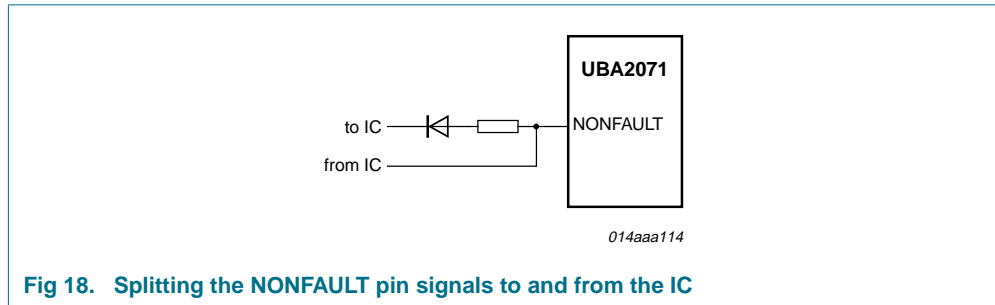 UBA2071
to IC
NONFAULT
from IC
014aaa114
Fig 18. Splitting the NONFAULT pin signals to and from the IC